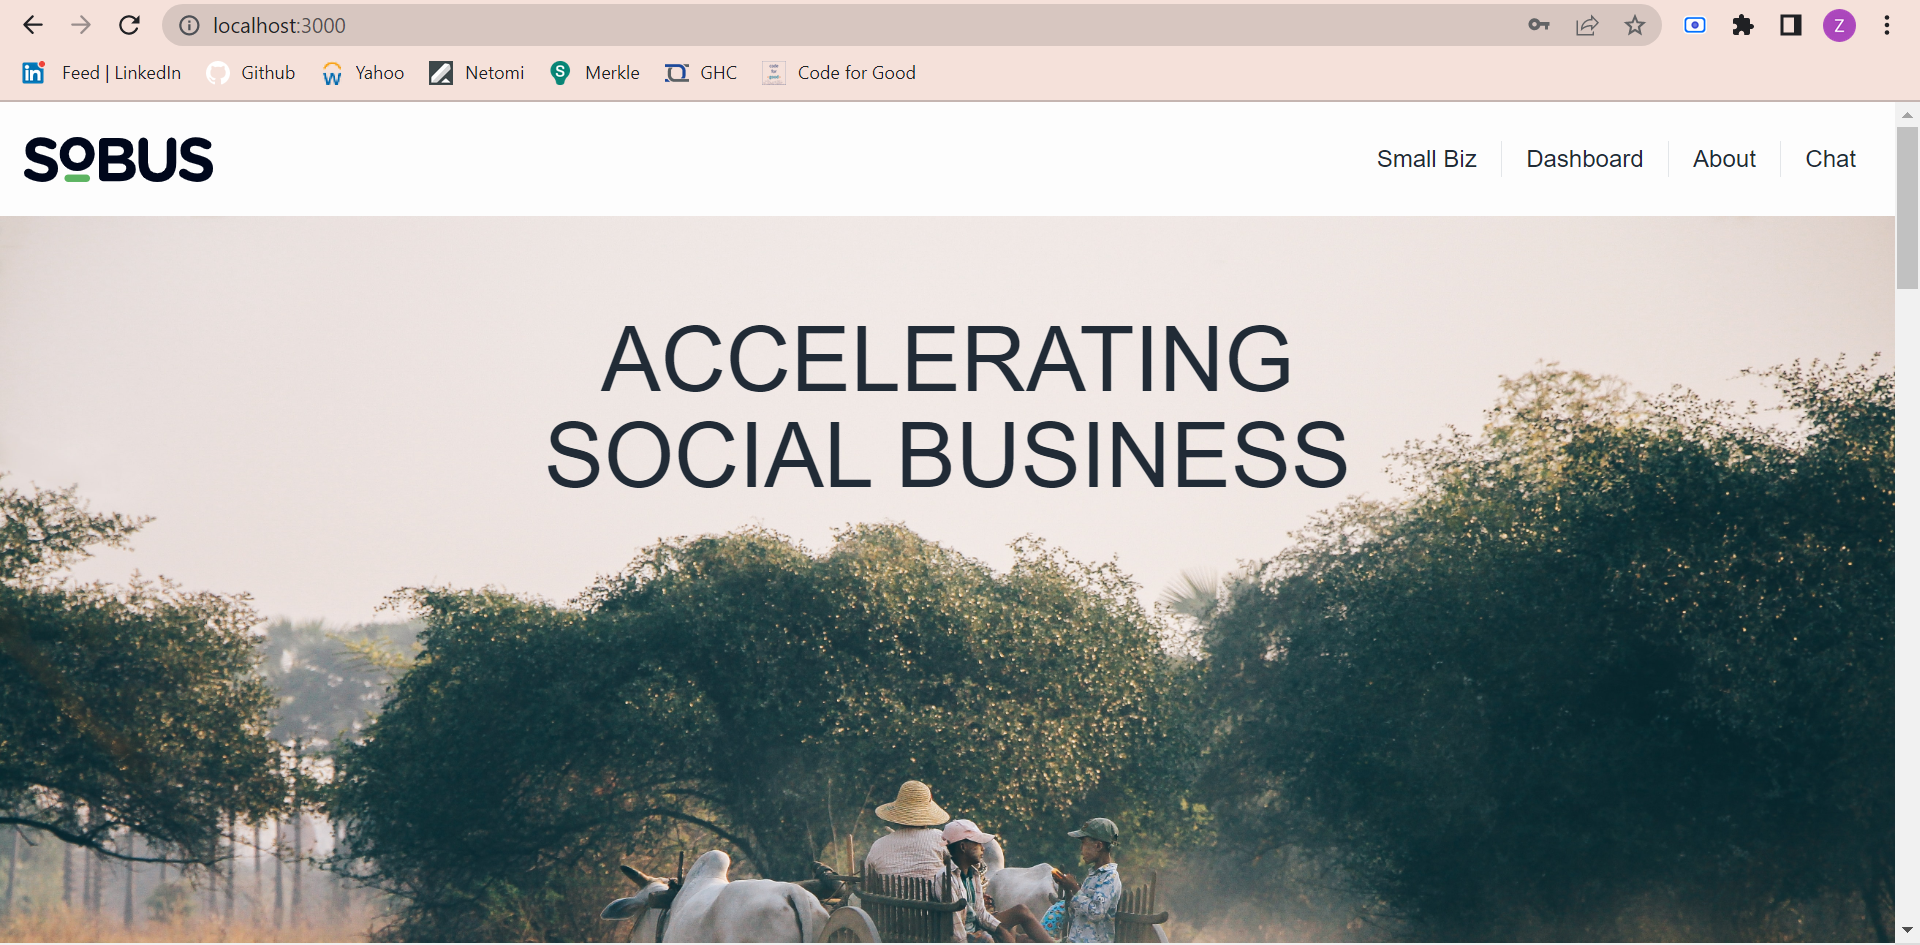 localhost:3000
Z
Feed | LinkedIn Github Yahoo Netomi Merkle GHC Code for Good
SOBUS
Small Biz Dashboard About Chat
ACCELERATING
SOCIAL BUSINESS